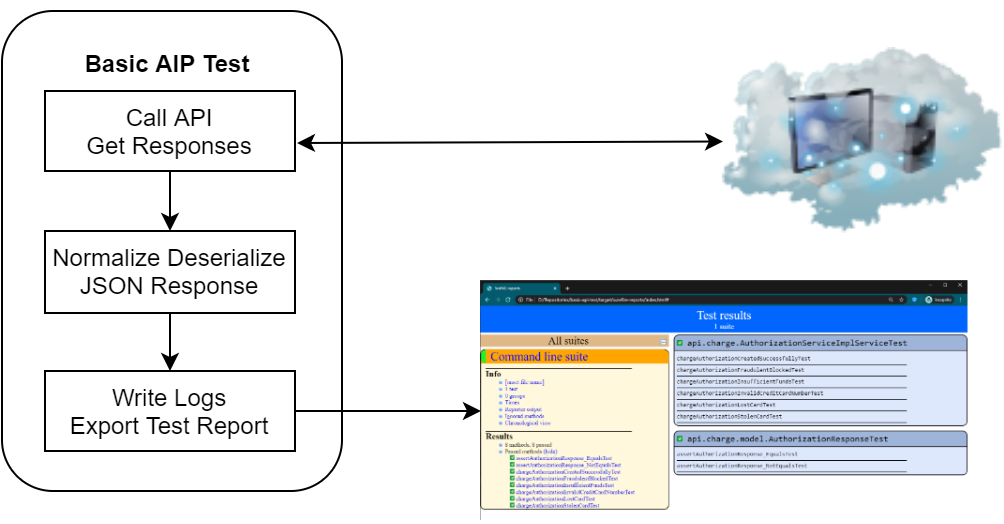 Basic AIP Test
Call API
Get Responses
Normalize Deserialize
JSON Response
Write Logs
Export Test Report
TestNG reports
File
Incognito
Test results
1 suite
All suites
Command line suite
Info
[unset file name]
1 test
0 groups
Times
Reporter output
Ignored methods
Chronological view
Results
8 methods, 8 passed
Passed methods (hide)
assertAuthorizationResponse_EqualsTest
assertAuthorizationResponse_NotEqualsTest
chargeAuthorizationCreatedSuccessfullyTest
chargeAuthorizationFraudulentBlockedTest
chargeAuthorizationInsufficientFundsTest
chargeAuthorizationInvalidCreditCardNumberTest
chargeAuthorizationLostCardTest
chargeAuthorizationStolenCardTest
api.charge.AuthorizationServiceImplServiceTest
chargeAuthorizationCreatedSuccessfullyTest
chargeAuthorizationFraudulentBlockedTest
chargeAuthorizationInsufficientFundsTest
chargeAuthorizationInvalidCreditCardNumberTest
chargeAuthorizationLostCardTest
chargeAuthorizationStolenCardTest
api.charge.model.AuthorizationResponseTest
assertAuthorizationResponse_EqualsTest
assertAuthorizationResponse_NotEqualsTest